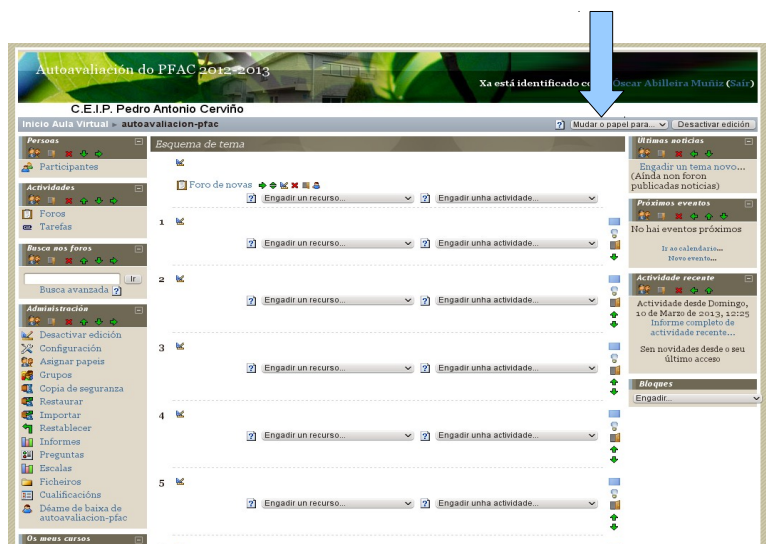 Autoavaliación do PFAC 2012-2013
Xa está identificado Óscar Abilleira Muñiz (Saír)
C.E.I.P. Pedro Antonio Cerviño
Inicio Aula Virtual ► autoavaliacion-pfac
Mudar o papel para...
Desactivar edición
Persoas
Participantes
Actividades
Foros
Tarefas
Busca nos foros
Ir
Busca avanzada
Administración
Desactivar edición
Configuración
Asignar papeis
Grupos
Copia de seguranza
Restaurar
Importar
Restablecer
Informes
Preguntas
Escalas
Ficheiros
Cualificacións
Déame de baixa de
autoavaliacion-pfac
Os meus cursos
Esquema de tema
Foro de novas
Engadir un recurso... Engadir unha actividade...
1
Engadir un recurso... Engadir unha actividade...
2
Engadir un recurso... Engadir unha actividade...
3
Engadir un recurso... Engadir unha actividade...
4
Engadir un recurso... Engadir unha actividade...
5
Engadir un recurso... Engadir unha actividade...
Ultimas noticias
Engadir un tema novo...
(Aínda non foron
publicadas noticias)
Próximos eventos
No hai eventos próximos
Ir ao calendario...
Novo evento...
Actividade recente
Actividade desde Domingo,
10 de Marzo de 2013, 12:25
Informe completo de
actividade recente...
Sen novidades desde o seu
último acceso
Bloques
Engadir...